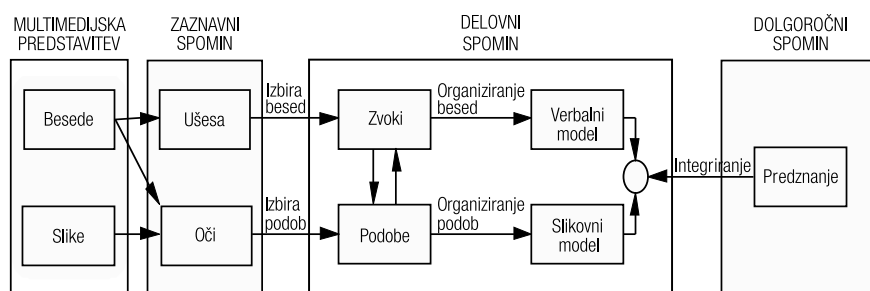 MULTIMEDIJSKA
PREDSTAVITEV
ZAZNAVNI
SPOMIN
DELOVNI
SPOMIN
DOLGOROČNI
SPOMIN
Besede
Ušesa
Izbira
besed
Zvoki
Organiziranje
besed
Verbalni
model
Integriranje
Predznanje
Slike
Oči
Izbira
podob
Podobe
Organiziranje
podob
Slikovni
model